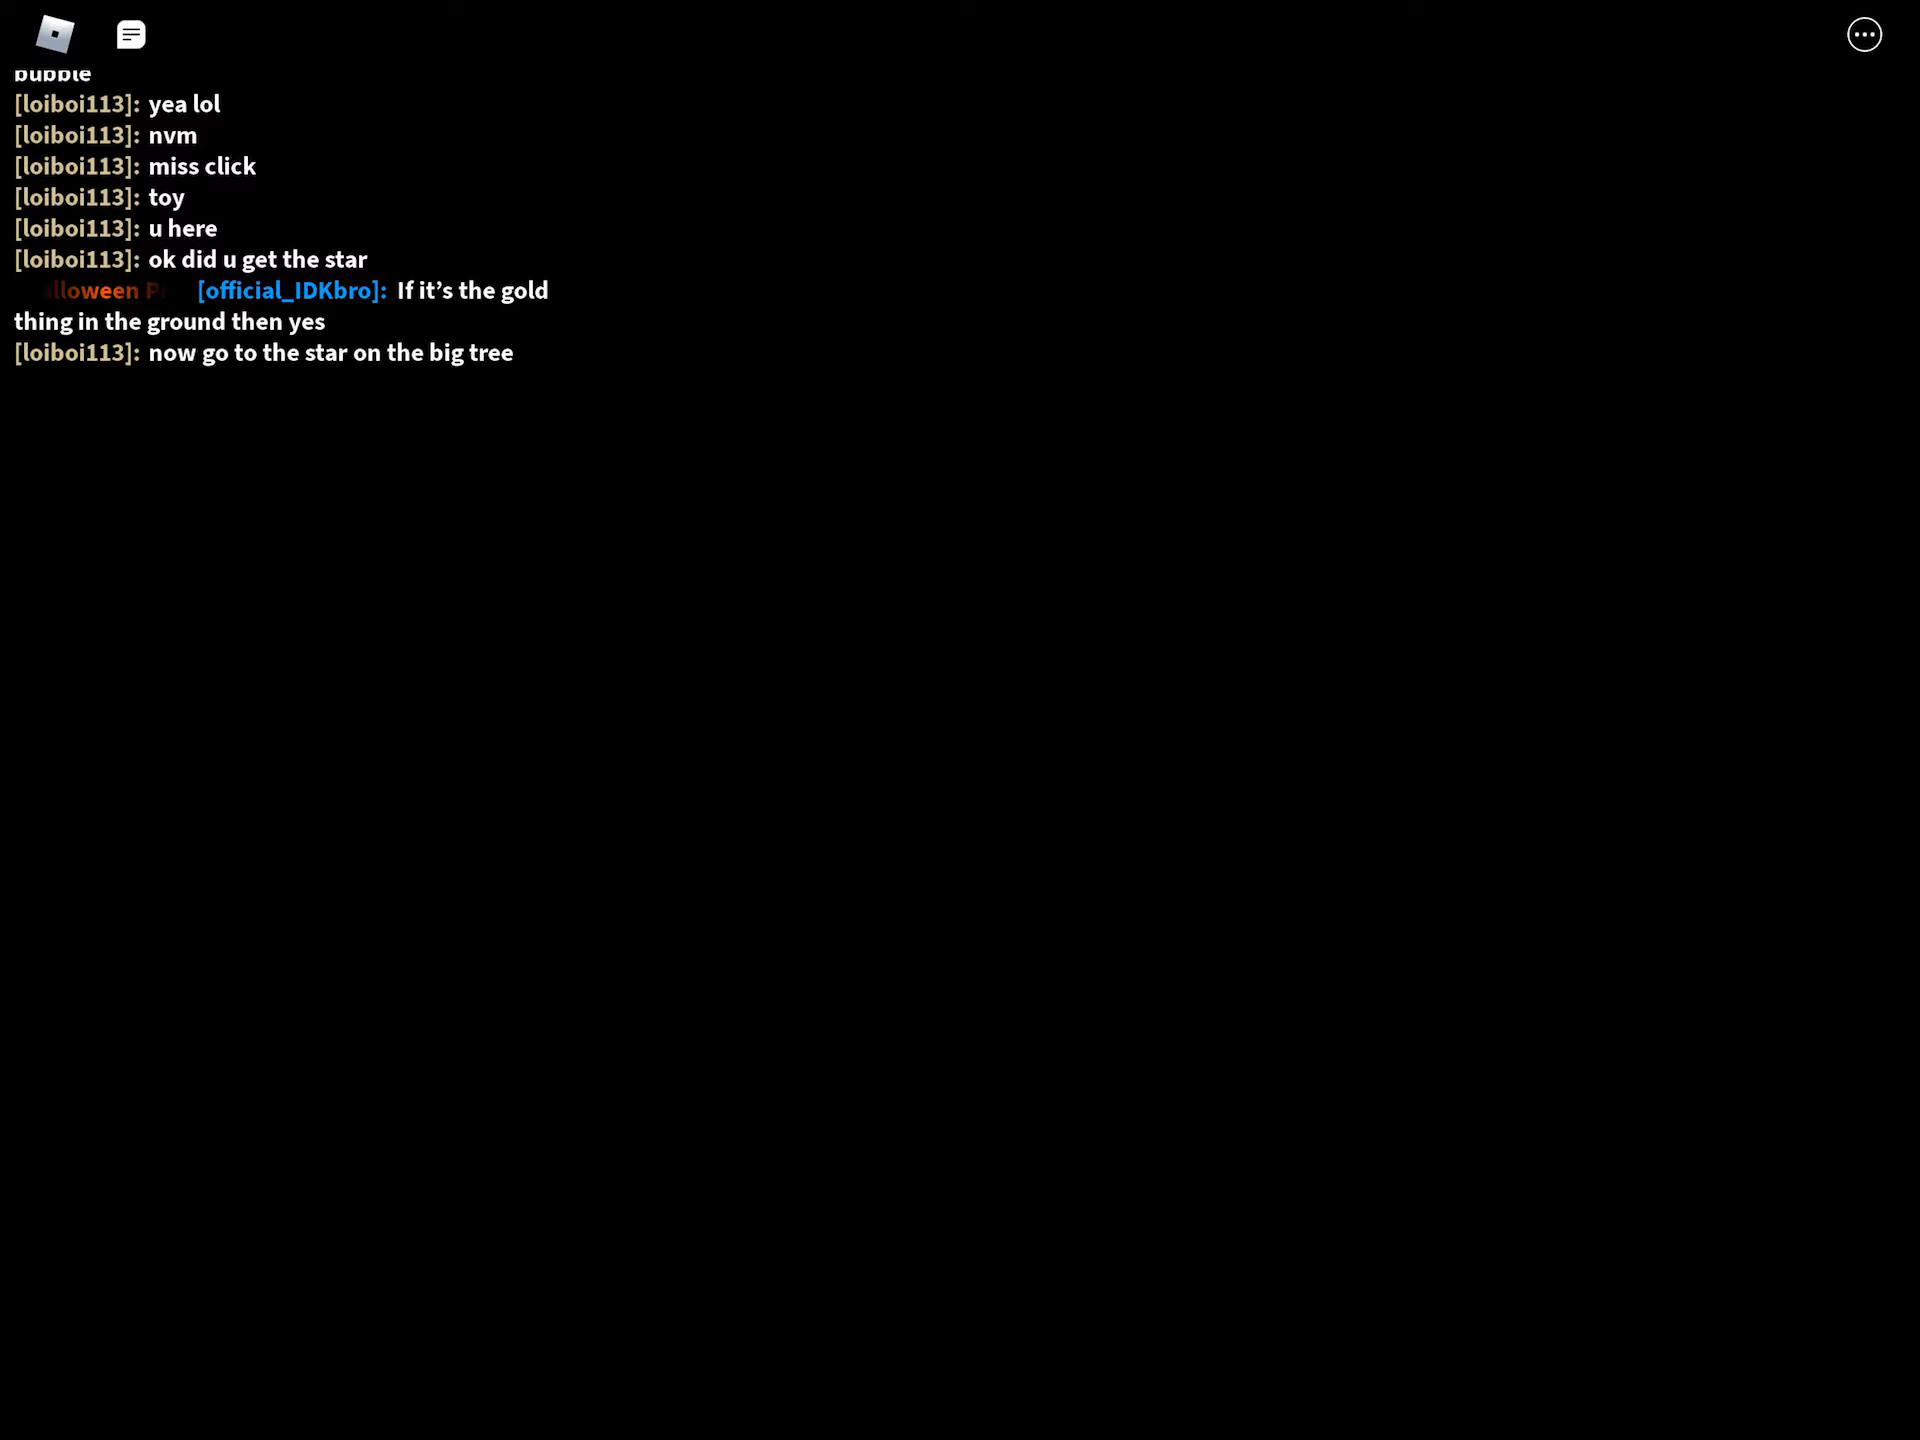 bubble
[loiboi113]: yea lol
[loiboi113]: nvm
[loiboi113]: miss click
[loiboi113]: toy
[loiboi113]: u here
[loiboi113]: ok did u get the star
lloween P [official_IDKbro]: If it’s the gold
thing in the ground then yes
[loiboi113]: now go to the star on the big tree